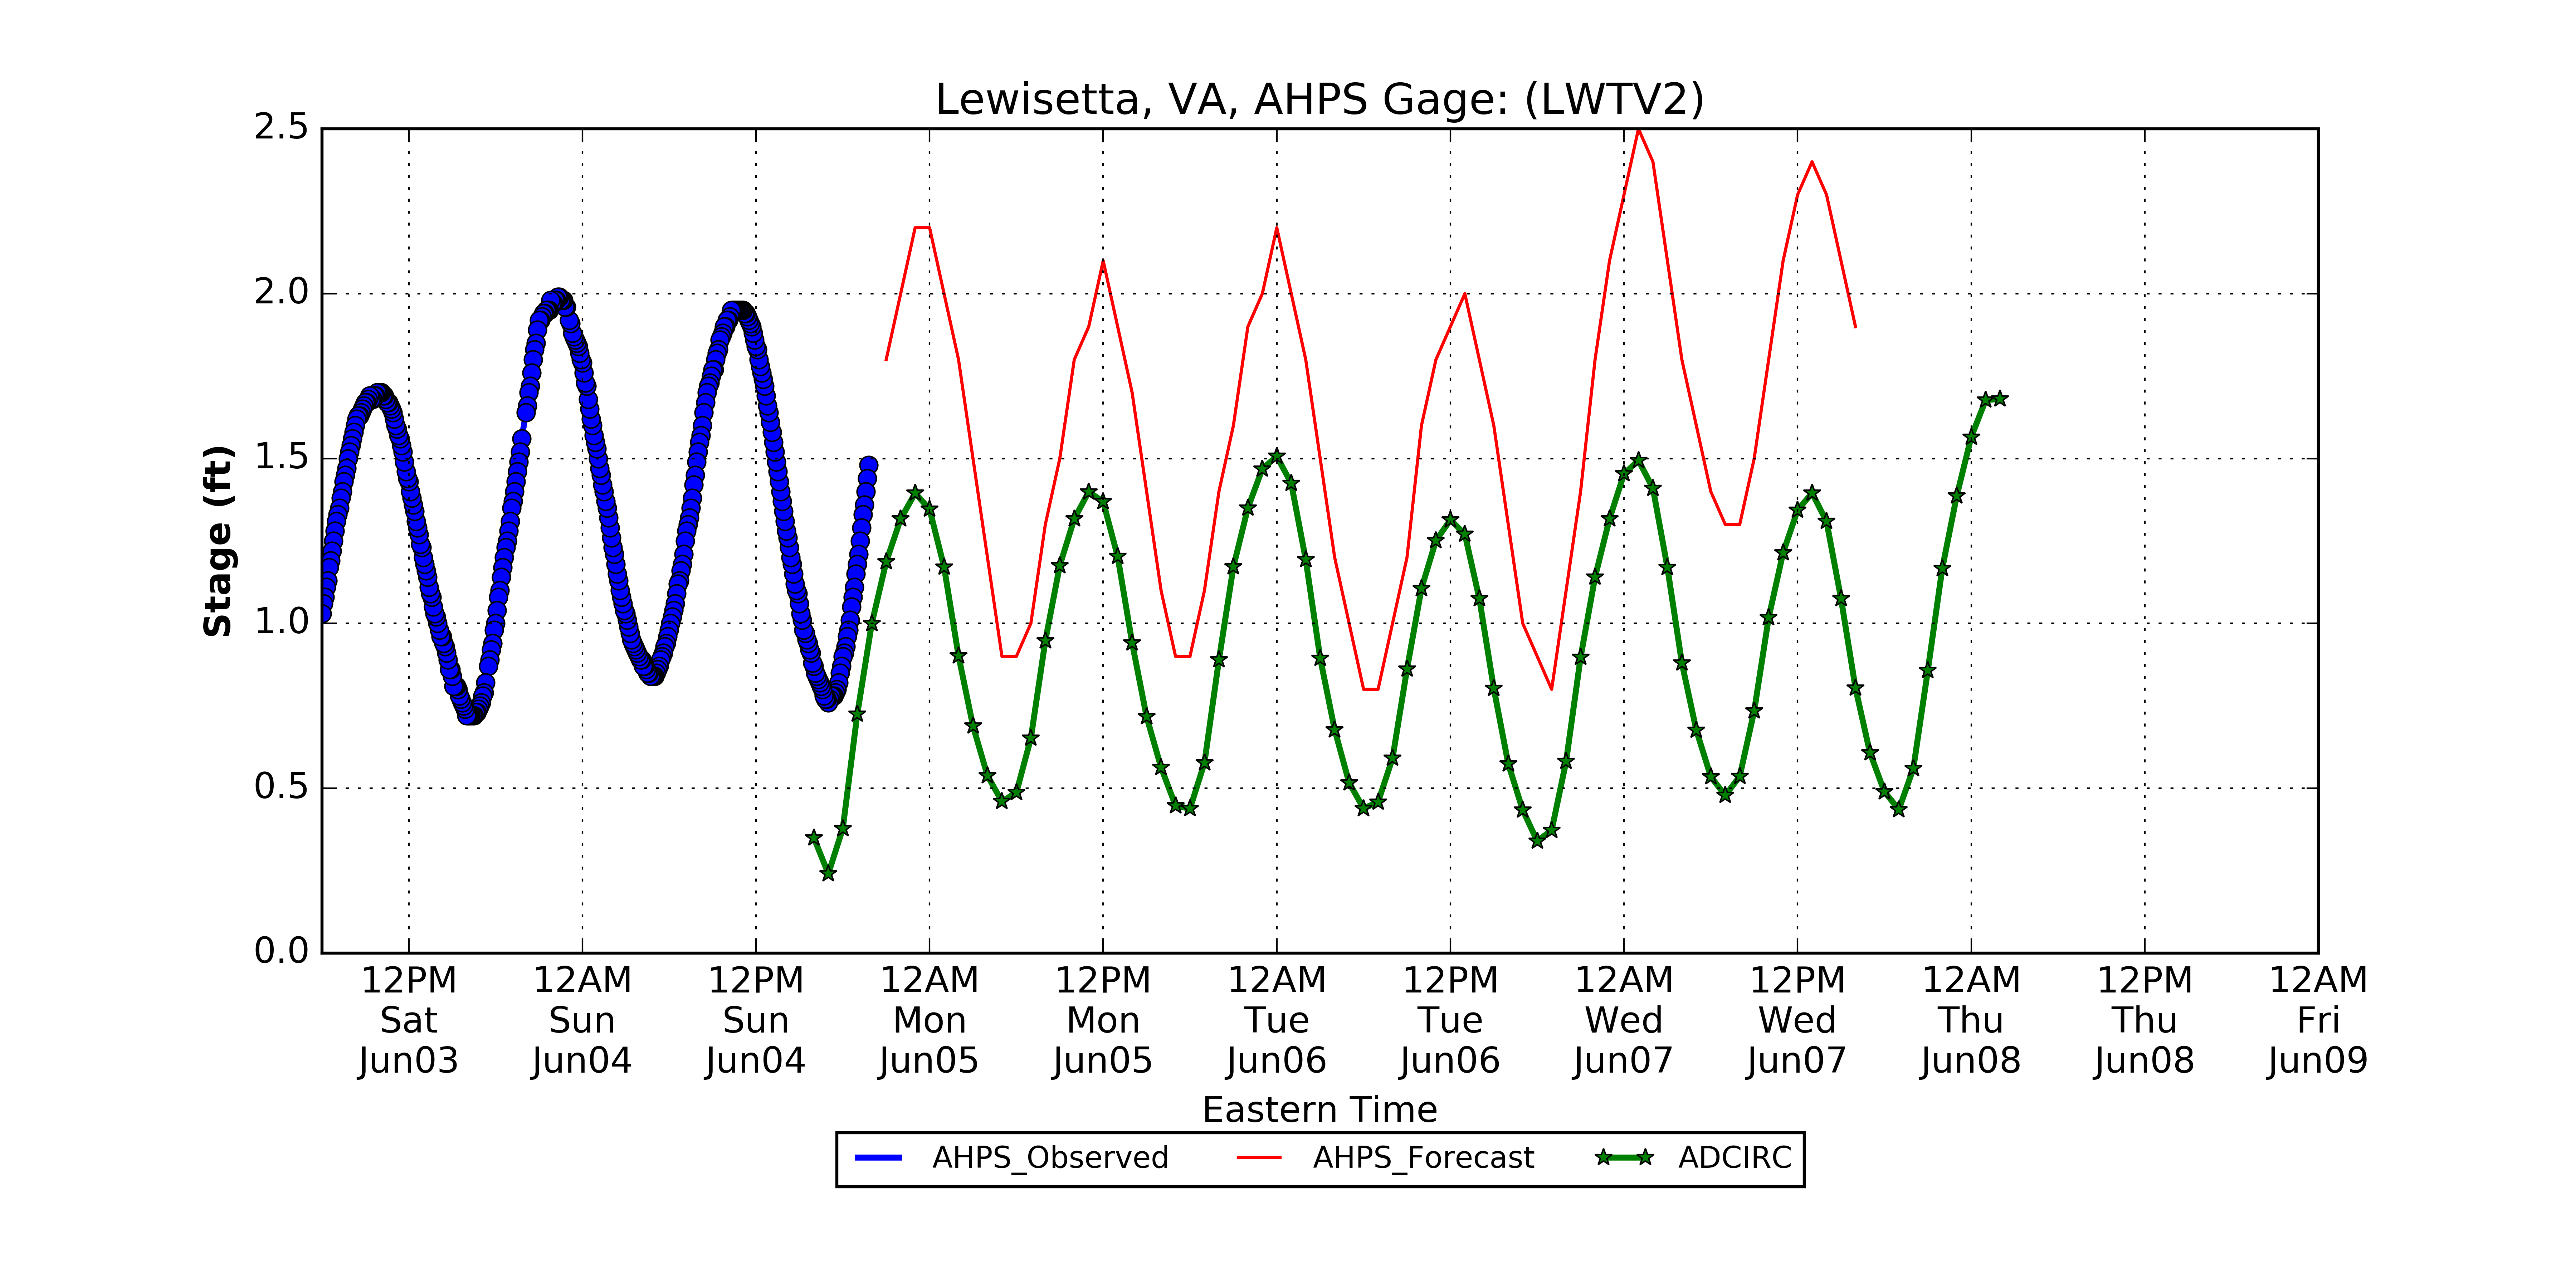 Lewisetta, VA, AHPS Gage: (LWTV2)
2.5
2.0
1.5
1.0
0.5
0.0
Stage (ft)
12PM 12AM 12PM 12AM 12PM 12AM 12PM 12AM 12PM 12AM 12PM 12AM
Sat Sun Sun Mon Mon Tue Tue Wed Wed Thu Thu Fri
Jun03 Jun04 Jun04 Jun05 Jun05 Jun06 Jun06 Jun07 Jun07 Jun08 Jun08 Jun09
Eastern Time
AHPS_Observed AHPS_Forecast ADCIRC